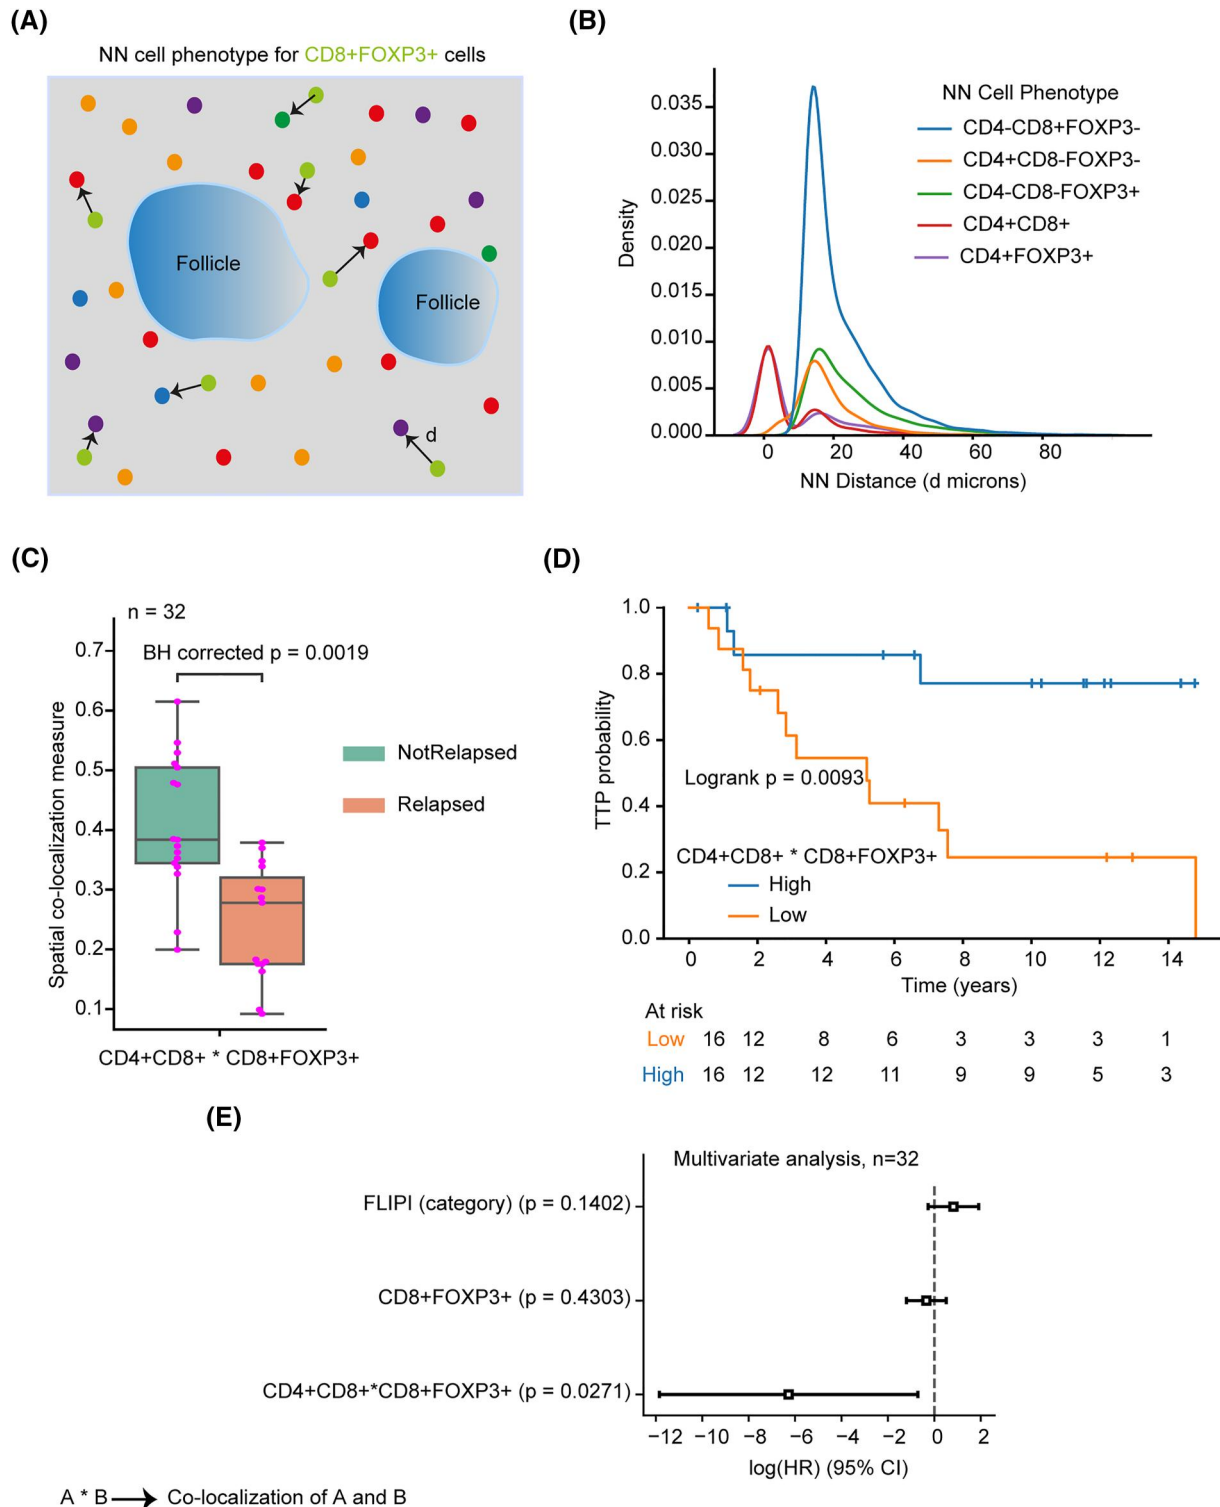 (A)
NN cell phenotype for CD8+FOXP3+ cells
Follicle
Follicle
d
(B)
NN Cell Phenotype
CD4-CD8+FOXP3-
CD4+CD8-FOXP3-
CD4-CD8-FOXP3+
CD4+CD8+
CD4+FOXP3+
Density
0.035
0.030
0.025
0.020
0.015
0.010
0.005
0.000
0 20 40 60 80
NN Distance (d microns)
(C)
n = 32
BH corrected p = 0.0019
Spatial co-localization measure
0.7
0.6
0.5
0.4
0.3
0.2
0.1
NotRelapsed
Relapsed
CD4+CD8+ * CD8+FOXP3+
(D)
TTP probability
1.0
0.8
0.6
0.4
0.2
0.0
Logrank p = 0.0093
CD4+CD8+ * CD8+FOXP3+
High
Low
0 2 4 6 8 10 12 14
Time (years)
At risk
Low 16 12 8 6 3 3 3 1
High 16 12 12 11 9 9 5 3
(E)
Multivariate analysis, n=32
FLIPI (category) (p = 0.1402)
CD8+FOXP3+ (p = 0.4303)
CD4+CD8+*CD8+FOXP3+ (p = 0.0271)
−12 −10 −8 −6 −4 −2 0 2
log(HR) (95% CI)
A * B Co-localization of A and B